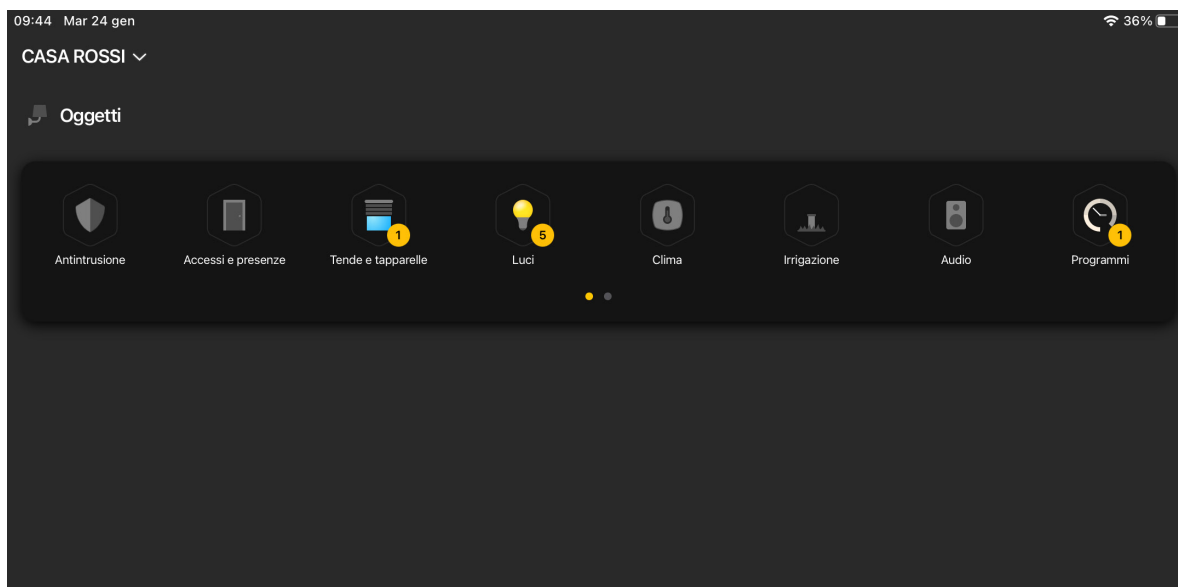 09:44 Mar 24 gen 36%
CASA ROSSI
Oggetti
1 5 1
Antintrusione Accessi e presenze Tende e tapparelle Luci Clima Irrigazione Audio Programmi